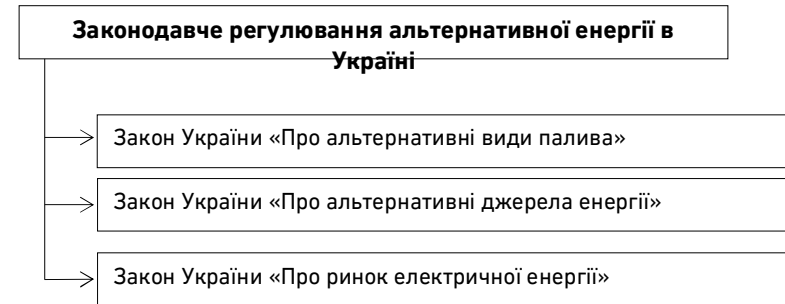 Законодавче регулювання альтернативної енергії в
Україні
Закон України «Про альтернативні види палива»
Закон України «Про альтернативні джерела енергії»
Закон України «Про ринок електричної енергії»